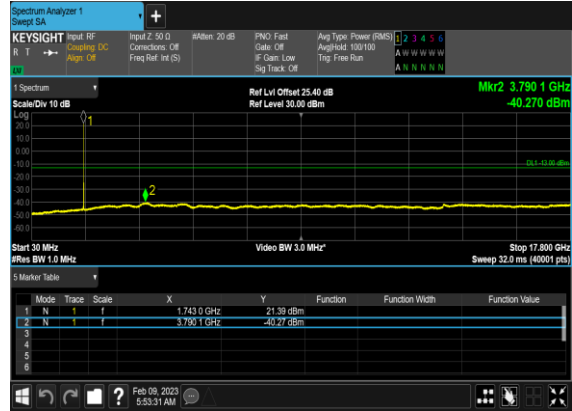 Spectrum Analyzer 1
Swept SA
KEYSIGHT Input: RF Input Z: 50 Ω #Atten: 20 dB PNO: Fast Avg Type: Power (RMS) 1 2 3 4 5 6
R T Coupling: DC Corrections: Off Gate: Off Avg|Hold: 100/100 A W W W W W
Align: Off Freq Ref: Int (S) IF Gain: Low Trig: Free Run
Sig Track: Off A N N N N N
1 Spectrum Ref Lvl Offset 25.40 dB Mkr2 3.790 1 GHz
Scale/Div 10 dB Ref Level 30.00 dBm -40.270 dBm
Log
20.0
10.0
0.00
-10.0
-20.0
-30.0
-40.0
-50.0
-60.0
1
2
DL1 -13.00 dBm
Start 30 MHz Video BW 3.0 MHz* Stop 17.800 GHz
#Res BW 1.0 MHz Sweep 32.0 ms (40001 pts)
5 Marker Table
Mode Trace Scale X Y Function Function Width Function Value
1 N 1 f 1.743 0 GHz 21.39 dBm
2 N 1 f 3.790 1 GHz -40.27 dBm
3
4
5
6
? Feb 09, 2023
5:53:31 AM